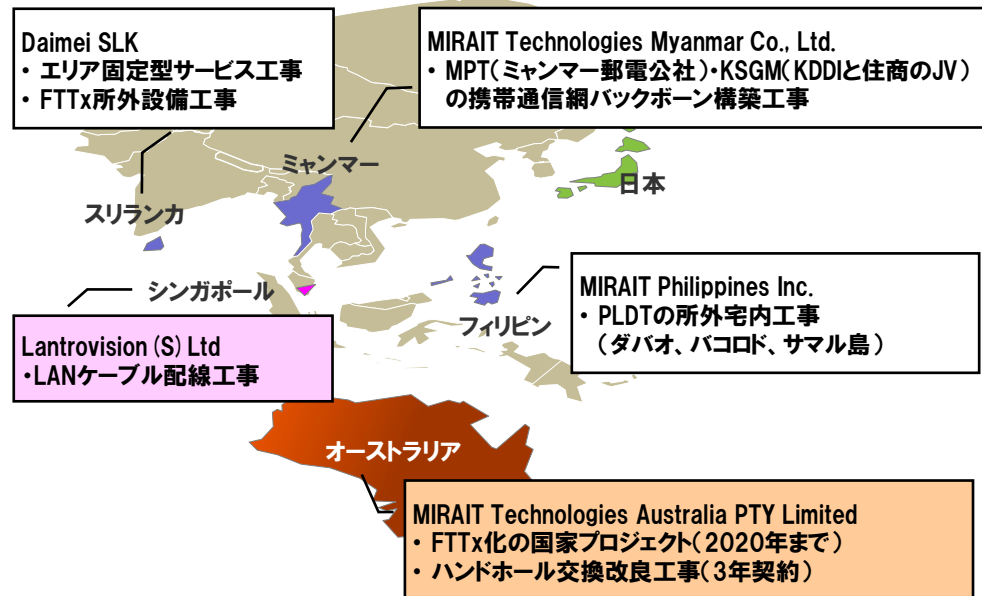 Daimei SLK
・ エリア固定型サービス工事
・ FTTx所外設備工事
MIRAIT Technologies Myanmar Co., Ltd.
・ MPT(ミャンマー郵電公社)・KSGM(KDDIと住商のJV)
の携帯通信網バックボーン構築工事
ミャンマー
日本
スリランカ
シンガポール
フィリピン
MIRAIT Philippines Inc.
・ PLDTの所外宅内工事
(ダバオ、バコロド、サマル島)
Lantrovision (S) Ltd
・LANケーブル配線工事
オーストラリア
MIRAIT Technologies Australia PTY Limited
・ FTTx化の国家プロジェクト(2020年まで)
・ ハンドホール交換改良工事(3年契約)